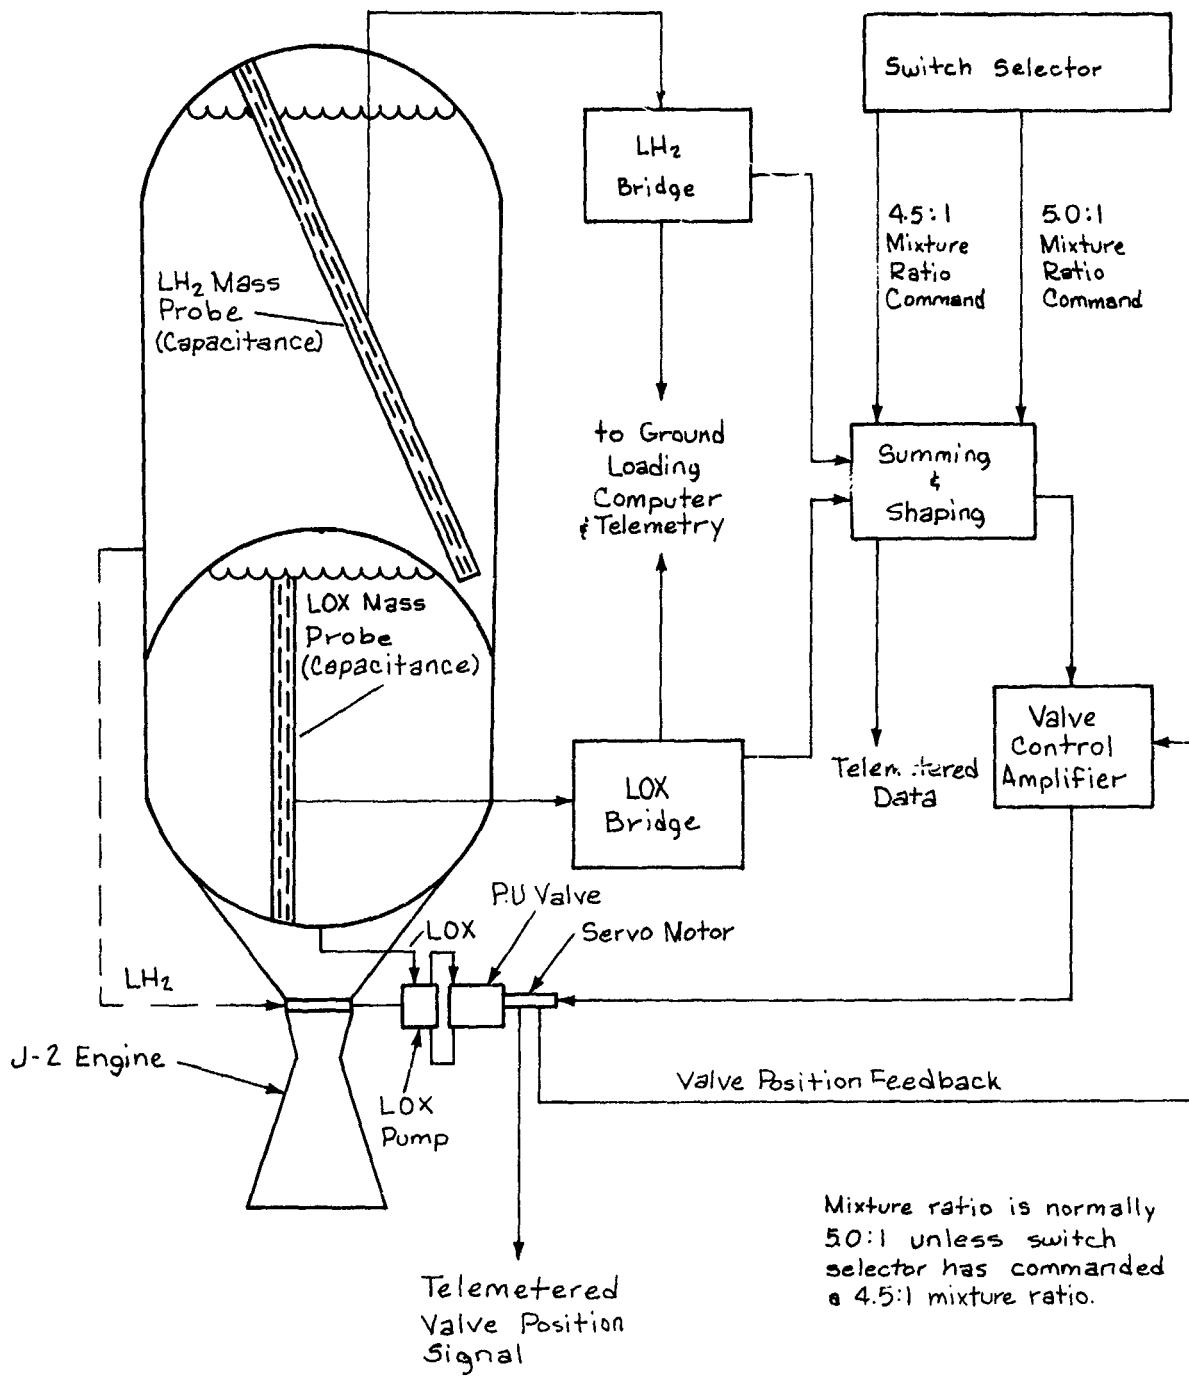 Switch Selector
LH₂
Bridge
4.5:1
Mixture
Ratio
Command
5.0:1
Mixture
Ratio
Command
LH₂ Mass
Probe
(Capacitance)
to Ground
Loading
Computer
& Telemetry
Summing
&
Shaping
LOX Mass
Probe
(Capacitance)
Valve
Control
Amplifier
Telemetered
Data
LOX
Bridge
P.U Valve
LOX
Servo Motor
LH₂
J-2 Engine
LOX
Pump
Valve Position Feedback
Telemetered
Valve Position
Signal
Mixture ratio is normally
5.0:1 unless switch
selector has commanded
a 4.5:1 mixture ratio.